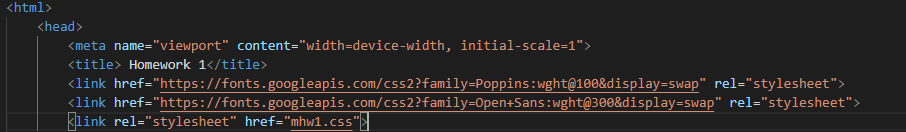 <html>
<head>
<meta name="viewport" content="width=device-width, initial-scale=1">
<title> Homework 1</title>
<link href="https://fonts.googleapis.com/css2?family=Poppins:wght@100&display=swap" rel="stylesheet">
<link href="https://fonts.googleapis.com/css2?family=Open+Sans:wght@300&display=swap" rel="stylesheet">
<link rel="stylesheet" href="mhw1.css">